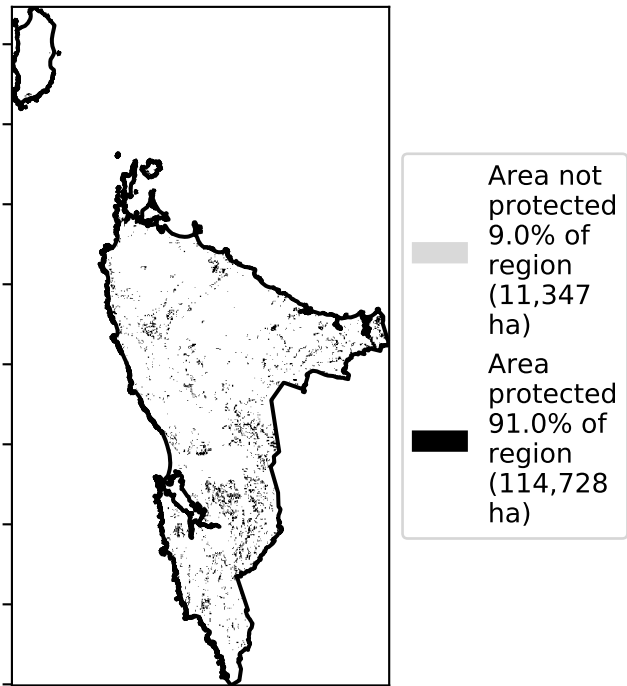 Area not
protected
9.0% of
region
(11,347
ha)
Area
protected
91.0% of
region
(114,728
ha)